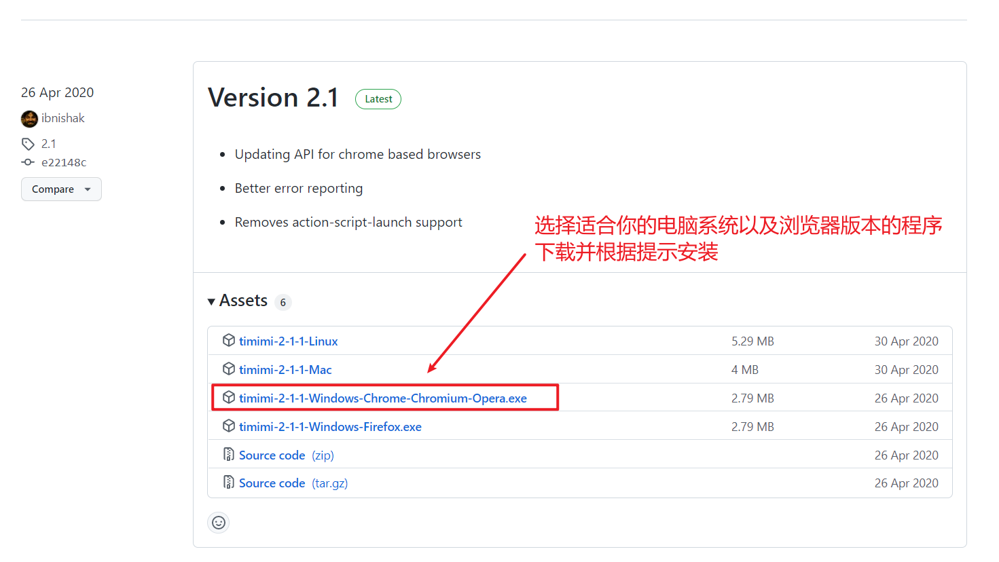 26 Apr 2020
ibnishak
2.1
e22148c
Compare
Version 2.1 Latest
Updating API for chrome based browsers
Better error reporting
Removes action-script-launch support
选择适合你的电脑系统以及浏览器版本的程序
下载并根据提示安装
Assets 6
timimi-2-1-1-Linux 5.29 MB 30 Apr 2020
timimi-2-1-1-Mac 4 MB 30 Apr 2020
timimi-2-1-1-Windows-Chrome-Chromium-Opera.exe 2.79 MB 26 Apr 2020
timimi-2-1-1-Windows-Firefox.exe 2.79 MB 26 Apr 2020
Source code (zip) 26 Apr 2020
Source code (tar.gz) 26 Apr 2020